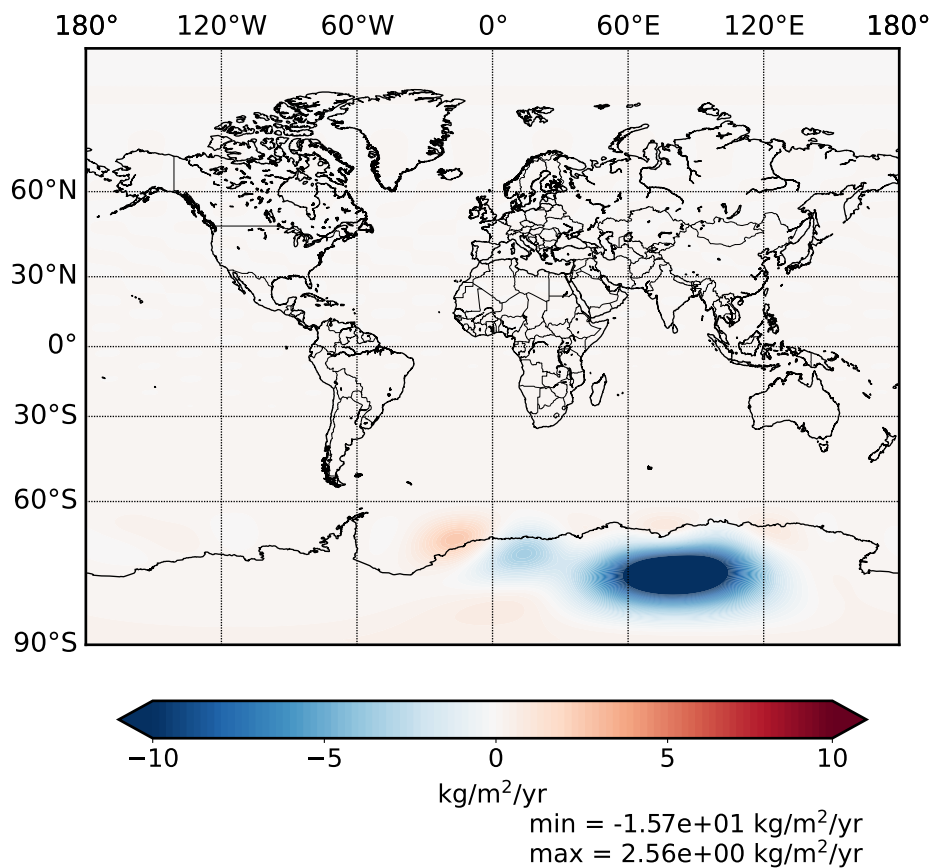 180° 120°W 60°W 0° 60°E 120°E 180°
60°N
30°N
0°
30°S
60°S
90°S
−10 −5 0 5 10
kg/m²/yr
min = -1.57e+01 kg/m²/yr
max = 2.56e+00 kg/m²/yr